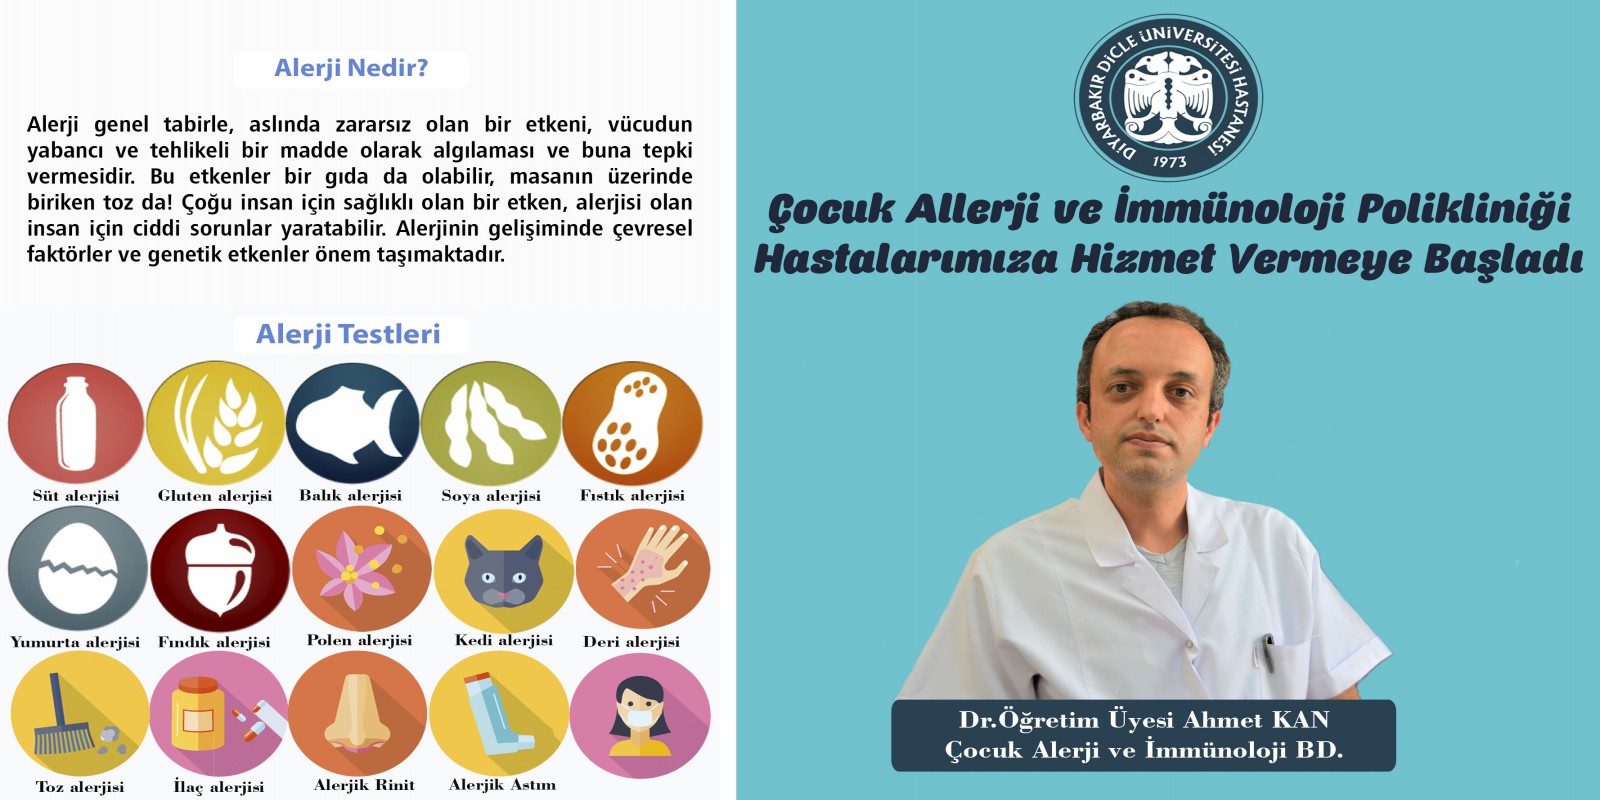 Alerji Nedir?
Alerji genel tabirle, aslında zararsız olan bir etkeni, vücudun
yabancı ve tehlikeli bir madde olarak algılaması ve buna tepki
vermesidir. Bu etkenler bir gıda da olabilir, masanın üzerinde
biriken toz da! Çoğu insan için sağlıklı olan bir etken, alerjisi olan
insan için ciddi sorunlar yaratabilir. Alerjinin gelişiminde çevresel
faktörler ve genetik etkenler önem taşımaktadır.
Alerji Testleri
Süt alerjisi
Gluten alerjisi
Balık alerjisi
Soya alerjisi
Fıstık alerjisi
Yumurta alerjisi
Fındık alerjisi
Polen alerjisi
Kedi alerjisi
Deri alerjisi
Toz alerjisi
İlaç alerjisi
Alerjik Rinit
Alerjik Astım
DİYARBAKIR DİCLE ÜNİVERSİTESİ HASTANESİ
1973
Çocuk Allerji ve İmmünoloji Polikliniği
Hastalarımıza Hizmet Vermeye Başladı
Dr.Öğretim Üyesi Ahmet KAN
Çocuk Alerji ve İmmünoloji BD.